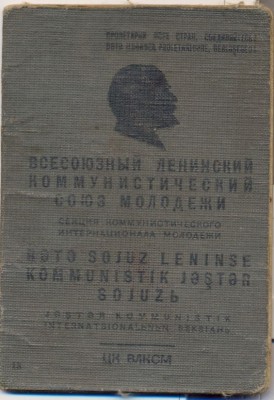 ПРОЛЕТАРИИ ВСЕХ СТРАН, СОЕДИНЯЙТЕСЬ!
ВСЕСОЮЗНЫЙ ЛЕНИНСКИЙ
КОММУНИСТИЧЕСКИЙ
СОЮЗ МОЛОДЕЖИ
СЕКЦИЯ КОММУНИСТИЧЕСКОГО
ИНТЕРНАЦИОНАЛА МОЛОДЕЖИ
SOJUZ LENINSE
KOMMUNISTIK JƏŞTƏR
SOJUZЬ
JƏŞTƏR KOMMUNISTIK
ЦК ВЛКСМ